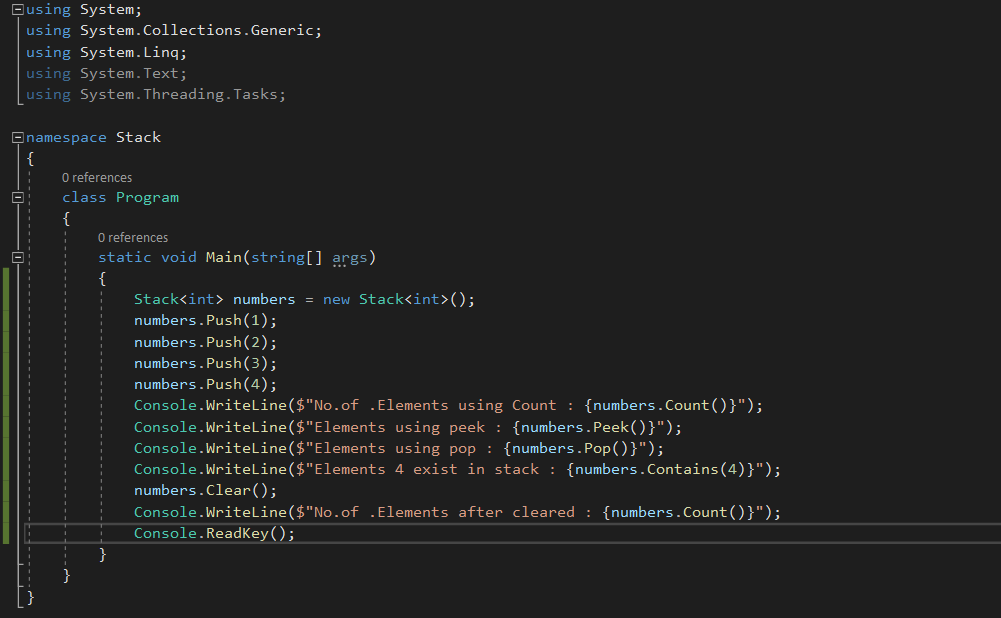 using System;
using System.Collections.Generic;
using System.Linq;
using System.Text;
using System.Threading.Tasks;
namespace Stack
{
0 references
class Program
{
0 references
static void Main(string[] args)
{
Stack<int> numbers = new Stack<int>();
numbers.Push(1);
numbers.Push(2);
numbers.Push(3);
numbers.Push(4);
Console.WriteLine($"No.of .Elements using Count : {numbers.Count()}");
Console.WriteLine($"Elements using peek : {numbers.Peek()}");
Console.WriteLine($"Elements using pop : {numbers.Pop()}");
Console.WriteLine($"Elements 4 exist in stack : {numbers.Contains(4)}");
numbers.Clear();
Console.WriteLine($"No.of .Elements after cleared : {numbers.Count()}");
Console.ReadKey();
}
}
}